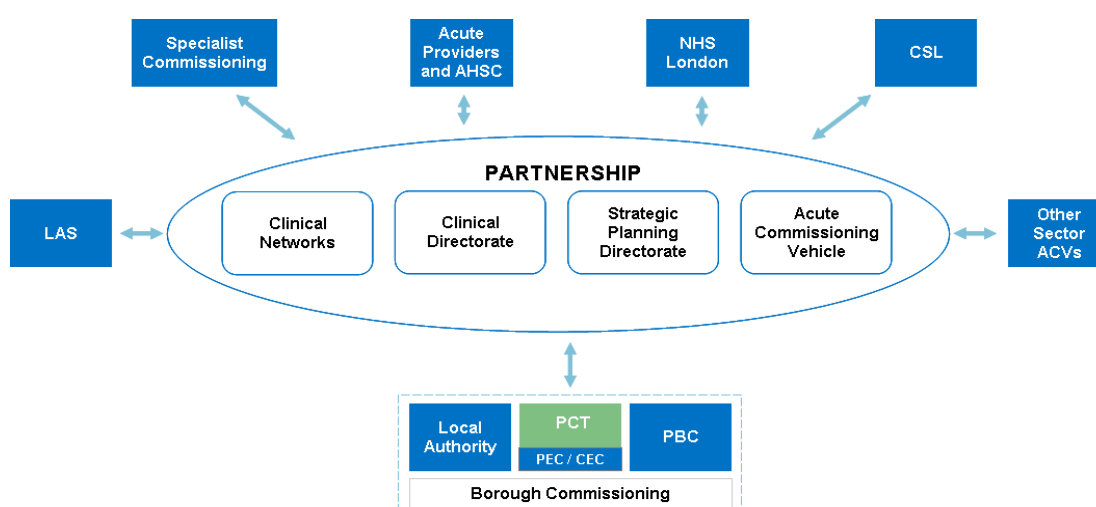 Specialist
Commissioning
Acute
Providers
and AHSC
NHS
London
CSL
PARTNERSHIP
LAS
Clinical
Networks
Clinical
Directorate
Strategic
Planning
Directorate
Acute
Commissioning
Vehicle
Other
Sector
ACVs
Local
Authority
PCT
PEC / CEC
PBC
Borough Commissioning